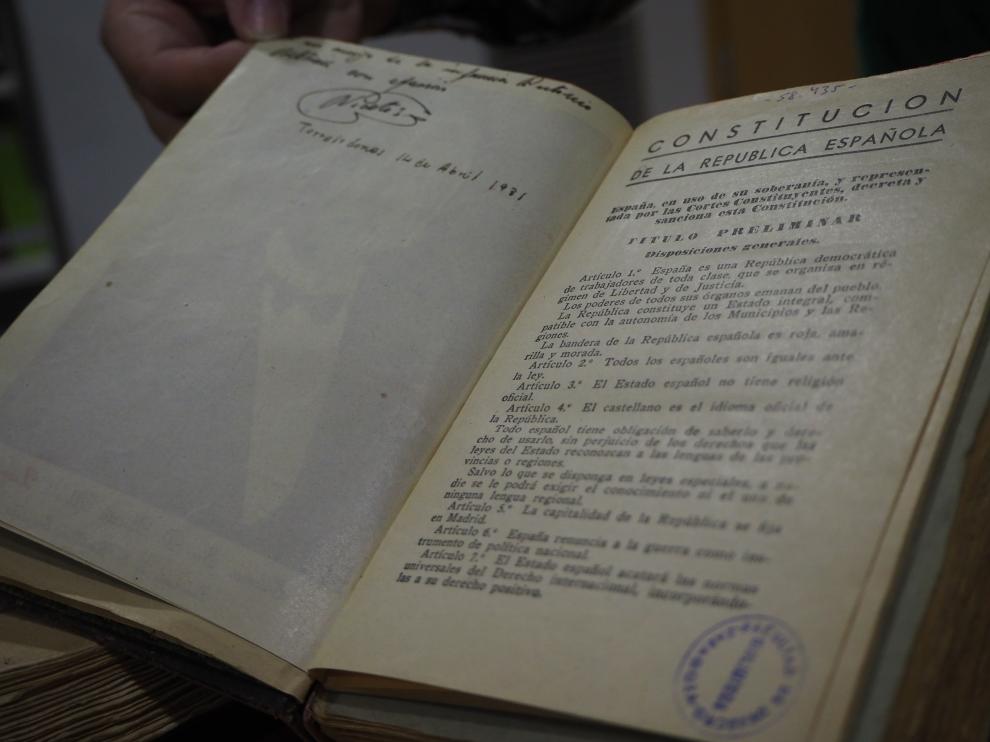 con afecto
Nicolás
14 de Abril 1931
- 58.435 -
CONSTITUCION
DE LA REPUBLICA ESPAÑOLA
España, en uso de su soberanía, y represen-
tada por las Cortes Constituyentes, decreta y
sanciona esta Constitución.
TITULO PRELIMINAR
Disposiciones generales.
Artículo 1.º España es una República democrática
de trabajadores de toda clase, que se organiza en ré-
gimen de Libertad y de Justicia.
Los poderes de todos sus órganos emanan del pueblo.
La República constituye un Estado integral, com-
patible con la autonomía de los Municipios y las Re-
giones.
La bandera de la República española es roja, ama-
rilla y morada.
Artículo 2.º Todos los españoles son iguales ante
la ley.
Artículo 3.º El Estado español no tiene religión
oficial.
Artículo 4.º El castellano es el idioma oficial de
la República.
Todo español tiene obligación de saberlo y dere-
cho de usarlo, sin perjuicio de los derechos que las
leyes del Estado reconozcan a las lenguas de las pro-
vincias o regiones.
Salvo lo que se disponga en leyes especiales, a na-
die se le podrá exigir el conocimiento ni el uso de
ninguna lengua regional.
Artículo 5.º La capitalidad de la República se fija
en Madrid.
Artículo 6.º España renuncia a la guerra como ins-
trumento de política nacional.
Artículo 7.º El Estado español acatará las normas
universales del Derecho internacional, incorporándo-
las a su derecho positivo.